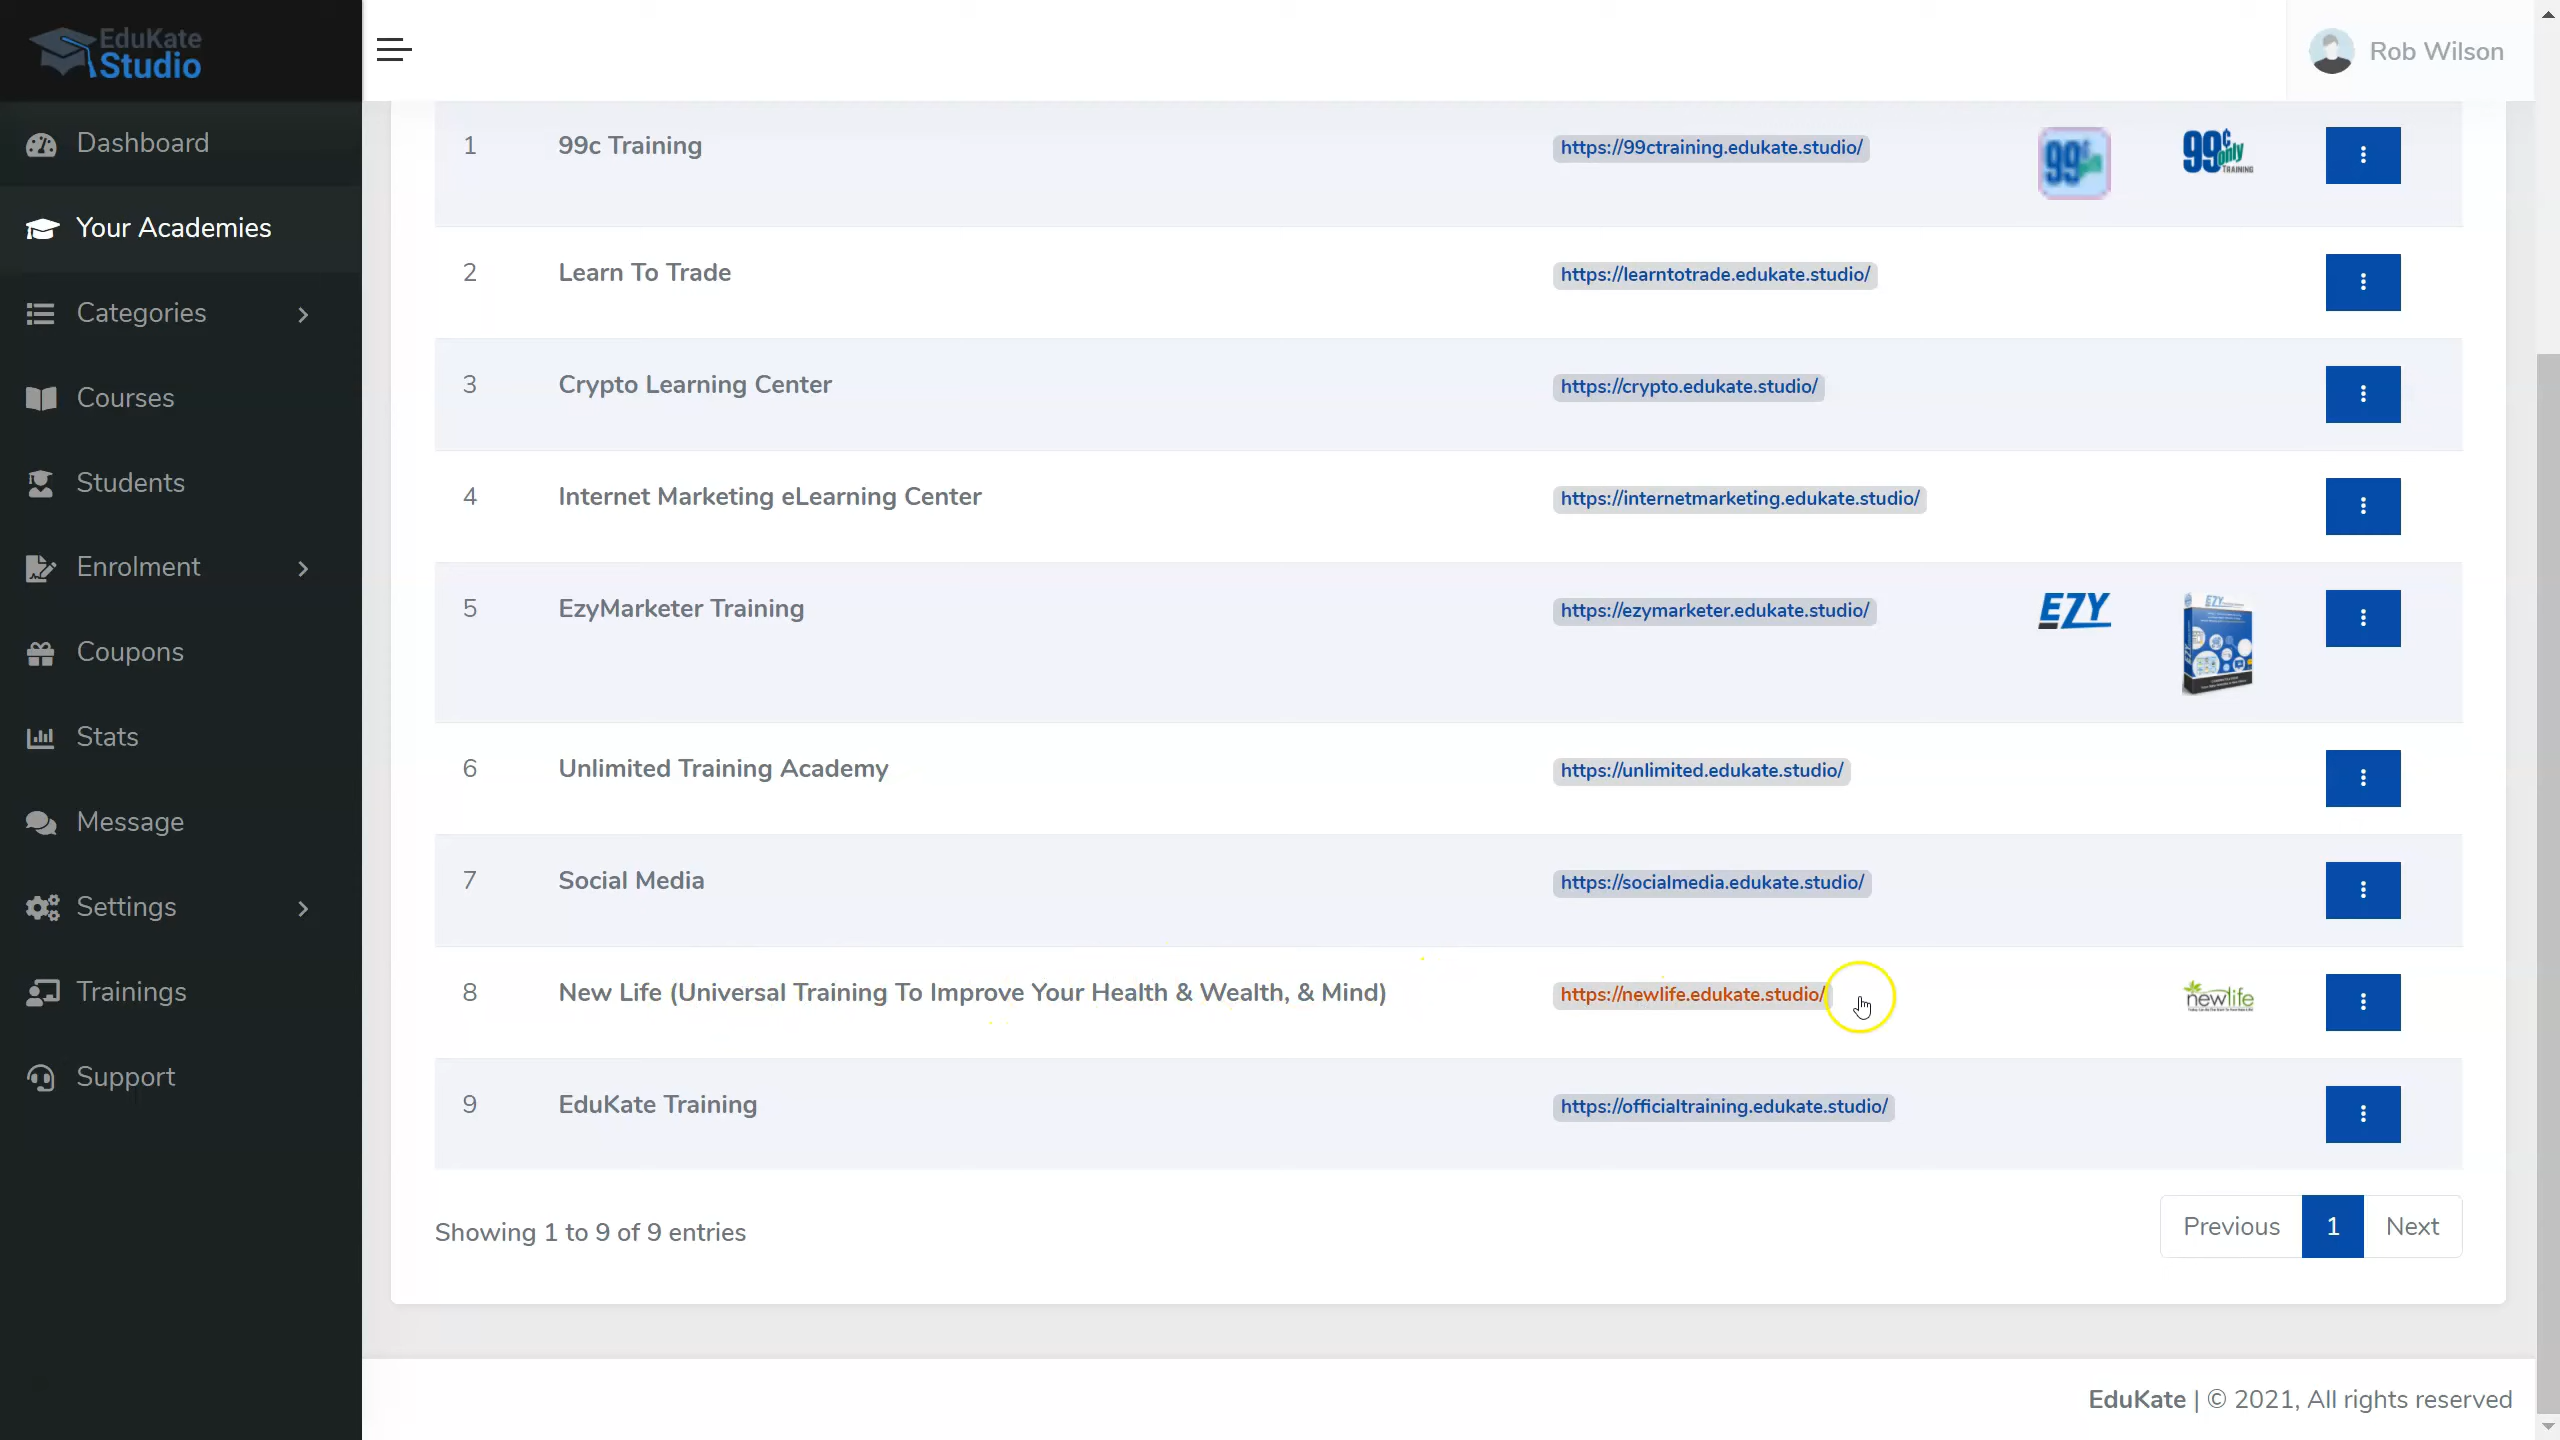 EduKate
Studio
Rob Wilson
Dashboard
Your Academies
Categories
Courses
Students
Enrolment
Coupons
Stats
Message
Settings
Trainings
Support
1 99c Training https://99ctraining.edukate.studio/ 99¢ 99¢ only TRAINING
2 Learn To Trade https://learntotrade.edukate.studio/
3 Crypto Learning Center https://crypto.edukate.studio/
4 Internet Marketing eLearning Center https://internetmarketing.edukate.studio/
5 EzyMarketer Training https://ezymarketer.edukate.studio/ EZY EZY
6 Unlimited Training Academy https://unlimited.edukate.studio/
7 Social Media https://socialmedia.edukate.studio/
8 New Life (Universal Training To Improve Your Health & Wealth, & Mind) https://newlife.edukate.studio/ newlife
9 EduKate Training https://officialtraining.edukate.studio/
Showing 1 to 9 of 9 entries
Previous 1 Next
EduKate | © 2021, All rights reserved